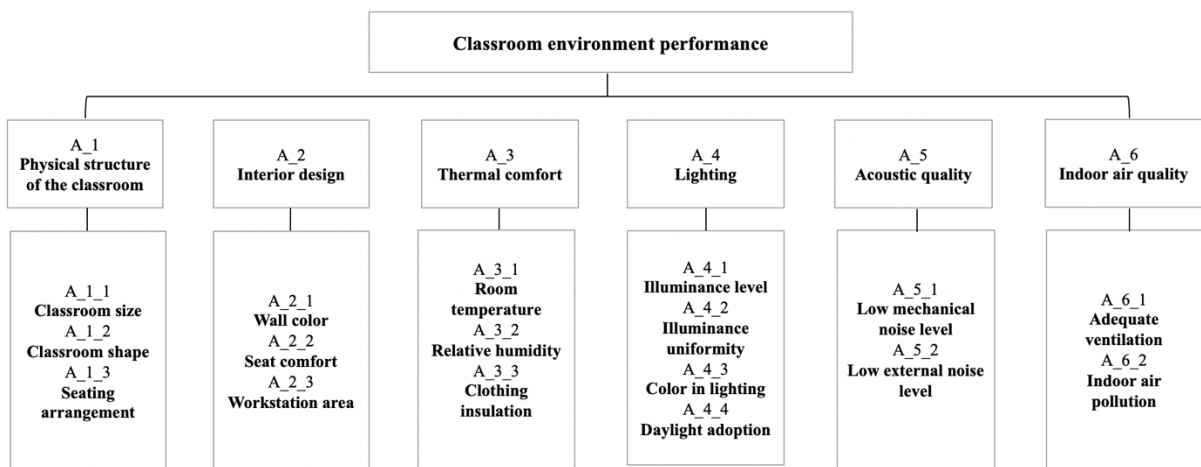 Classroom environment performance
A_1
Physical structure
of the classroom
A_2
Interior design
A_3
Thermal comfort
A_4
Lighting
A_5
Acoustic quality
A_6
Indoor air quality
A_1_1
Classroom size
A_1_2
Classroom shape
A_1_3
Seating
arrangement
A_2_1
Wall color
A_2_2
Seat comfort
A_2_3
Workstation area
A_3_1
Room
temperature
A_3_2
Relative humidity
A_3_3
Clothing
insulation
A_4_1
Illuminance level
A_4_2
Illuminance
uniformity
A_4_3
Color in lighting
A_4_4
Daylight adoption
A_5_1
Low mechanical
noise level
A_5_2
Low external noise
level
A_6_1
Adequate
ventilation
A_6_2
Indoor air
pollution